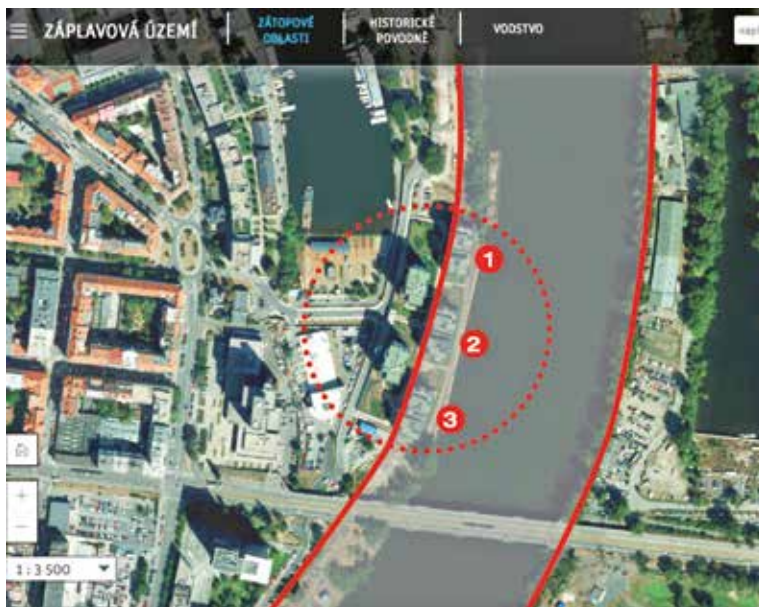 ZÁPLAVOVÁ ÚZEMÍ
ZÁTOPOVÉ
OBLASTI
HISTORICKÉ
POVODNĚ
VODSTVO
1
2
3
1 : 3 500